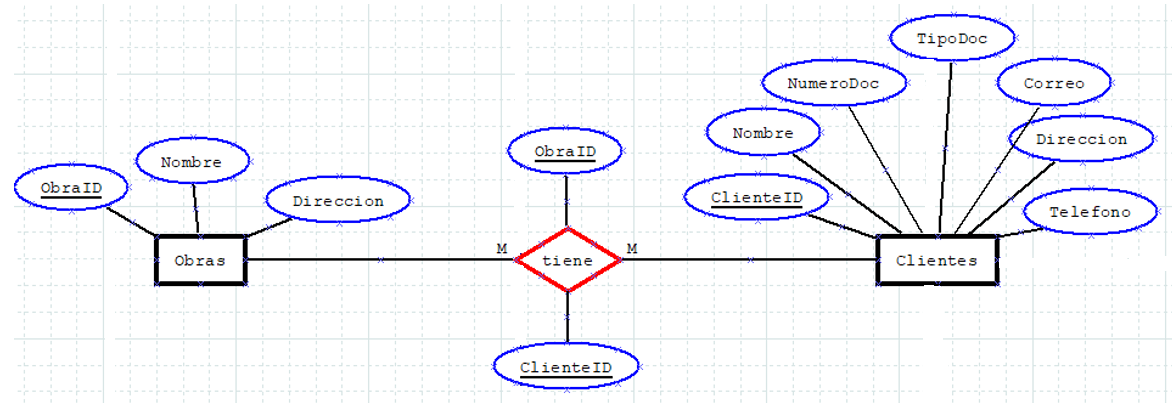 TipoDoc
NumeroDoc
Correo
Nombre
Direccion
ObraID
Nombre
ObraID
Direccion
ClienteID
Telefono
M
M
Obras
tiene
Clientes
ClienteID